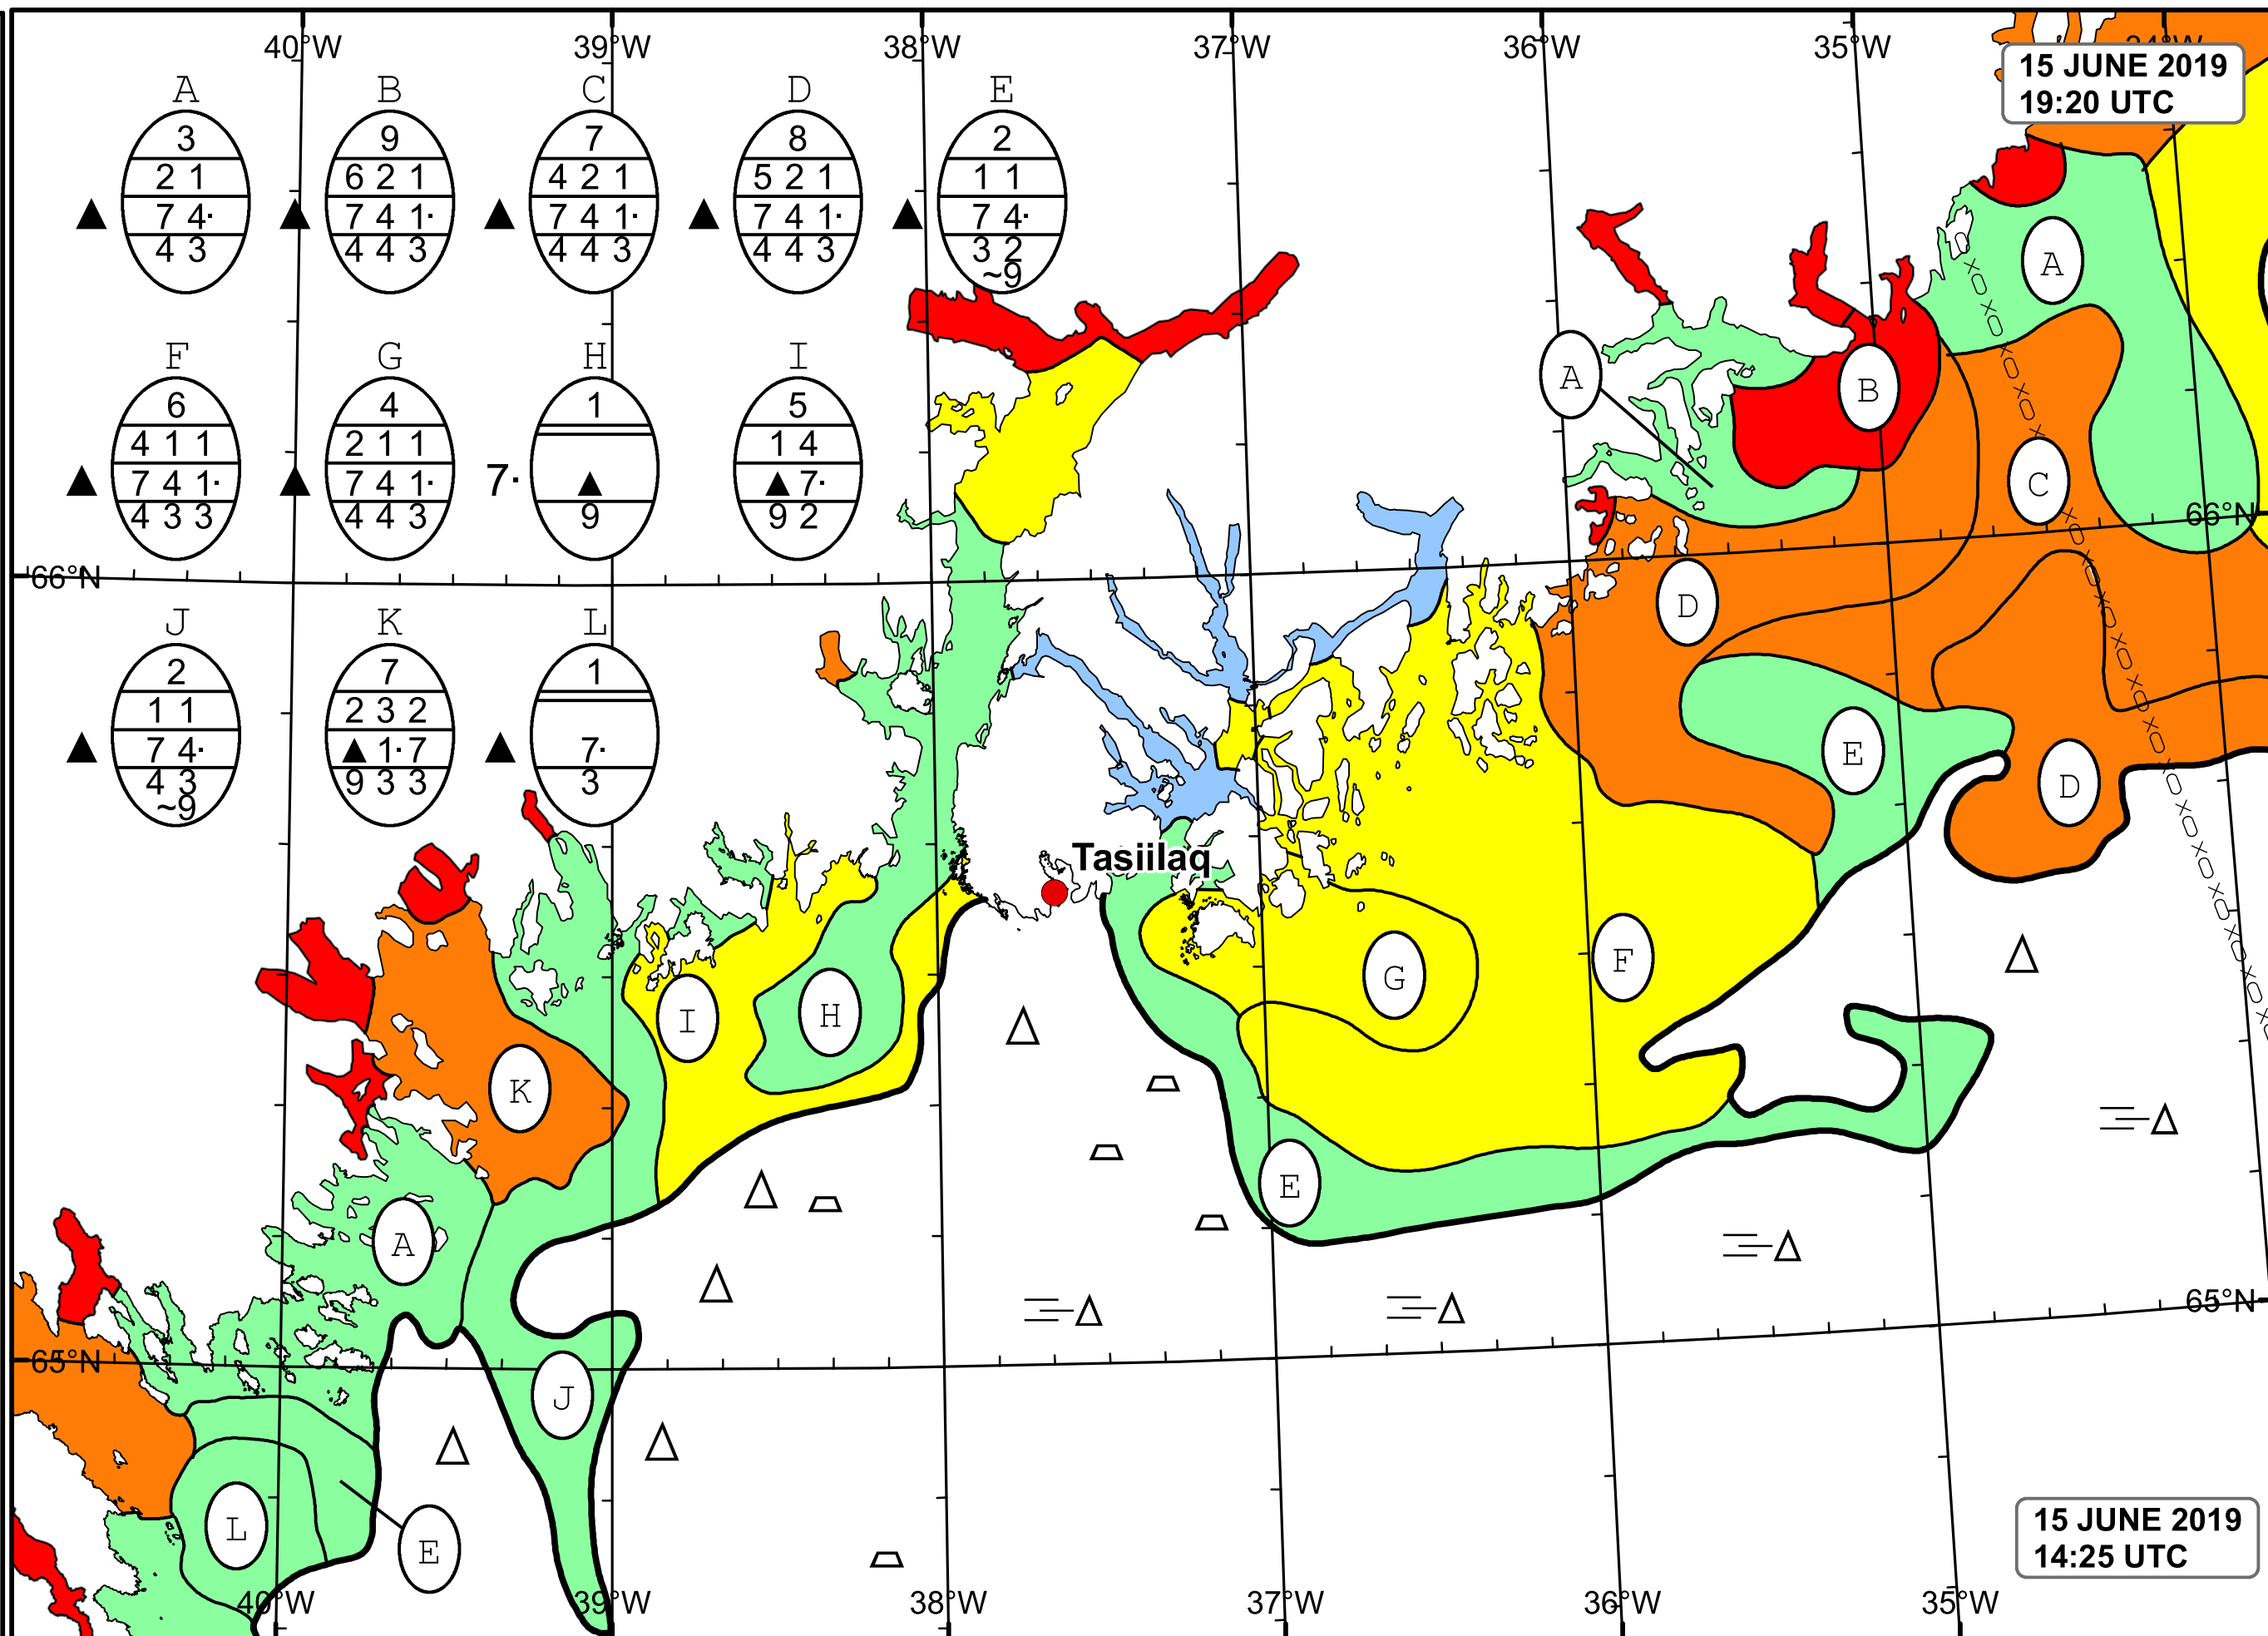 40°W 39°W 38°W 37°W 36°W 35°W 34°W
15 JUNE 2019
19:20 UTC
A B C D E
3 9 7 8 2
2 1 6 2 1 4 2 1 5 2 1 1 1
▲ 7 4· ▲ 7 4 1· ▲ 7 4 1· ▲ 7 4 1· ▲ 7 4·
4 3 4 4 3 4 4 3 4 4 3 3 2
~9
A
F G H I
A B
6 4 1 5
4 1 1 2 1 1 1 4
▲ 7 4 1· ▲ 7 4 1· 7· ▲ ▲ 7·
4 3 3 4 4 3 9 9 2
C
66°N
66°N
D
J K L
2 7 1
1 1 2 3 2
▲ 7 4· ▲ 1· 7 ▲ 7·
4 3 9 3 3 3
~9
E
D
Tasiilaq
F
G
I H
K
E
A
65°N
65°N
J
L
E
15 JUNE 2019
14:25 UTC
40°W 39°W 38°W 37°W 36°W 35°W